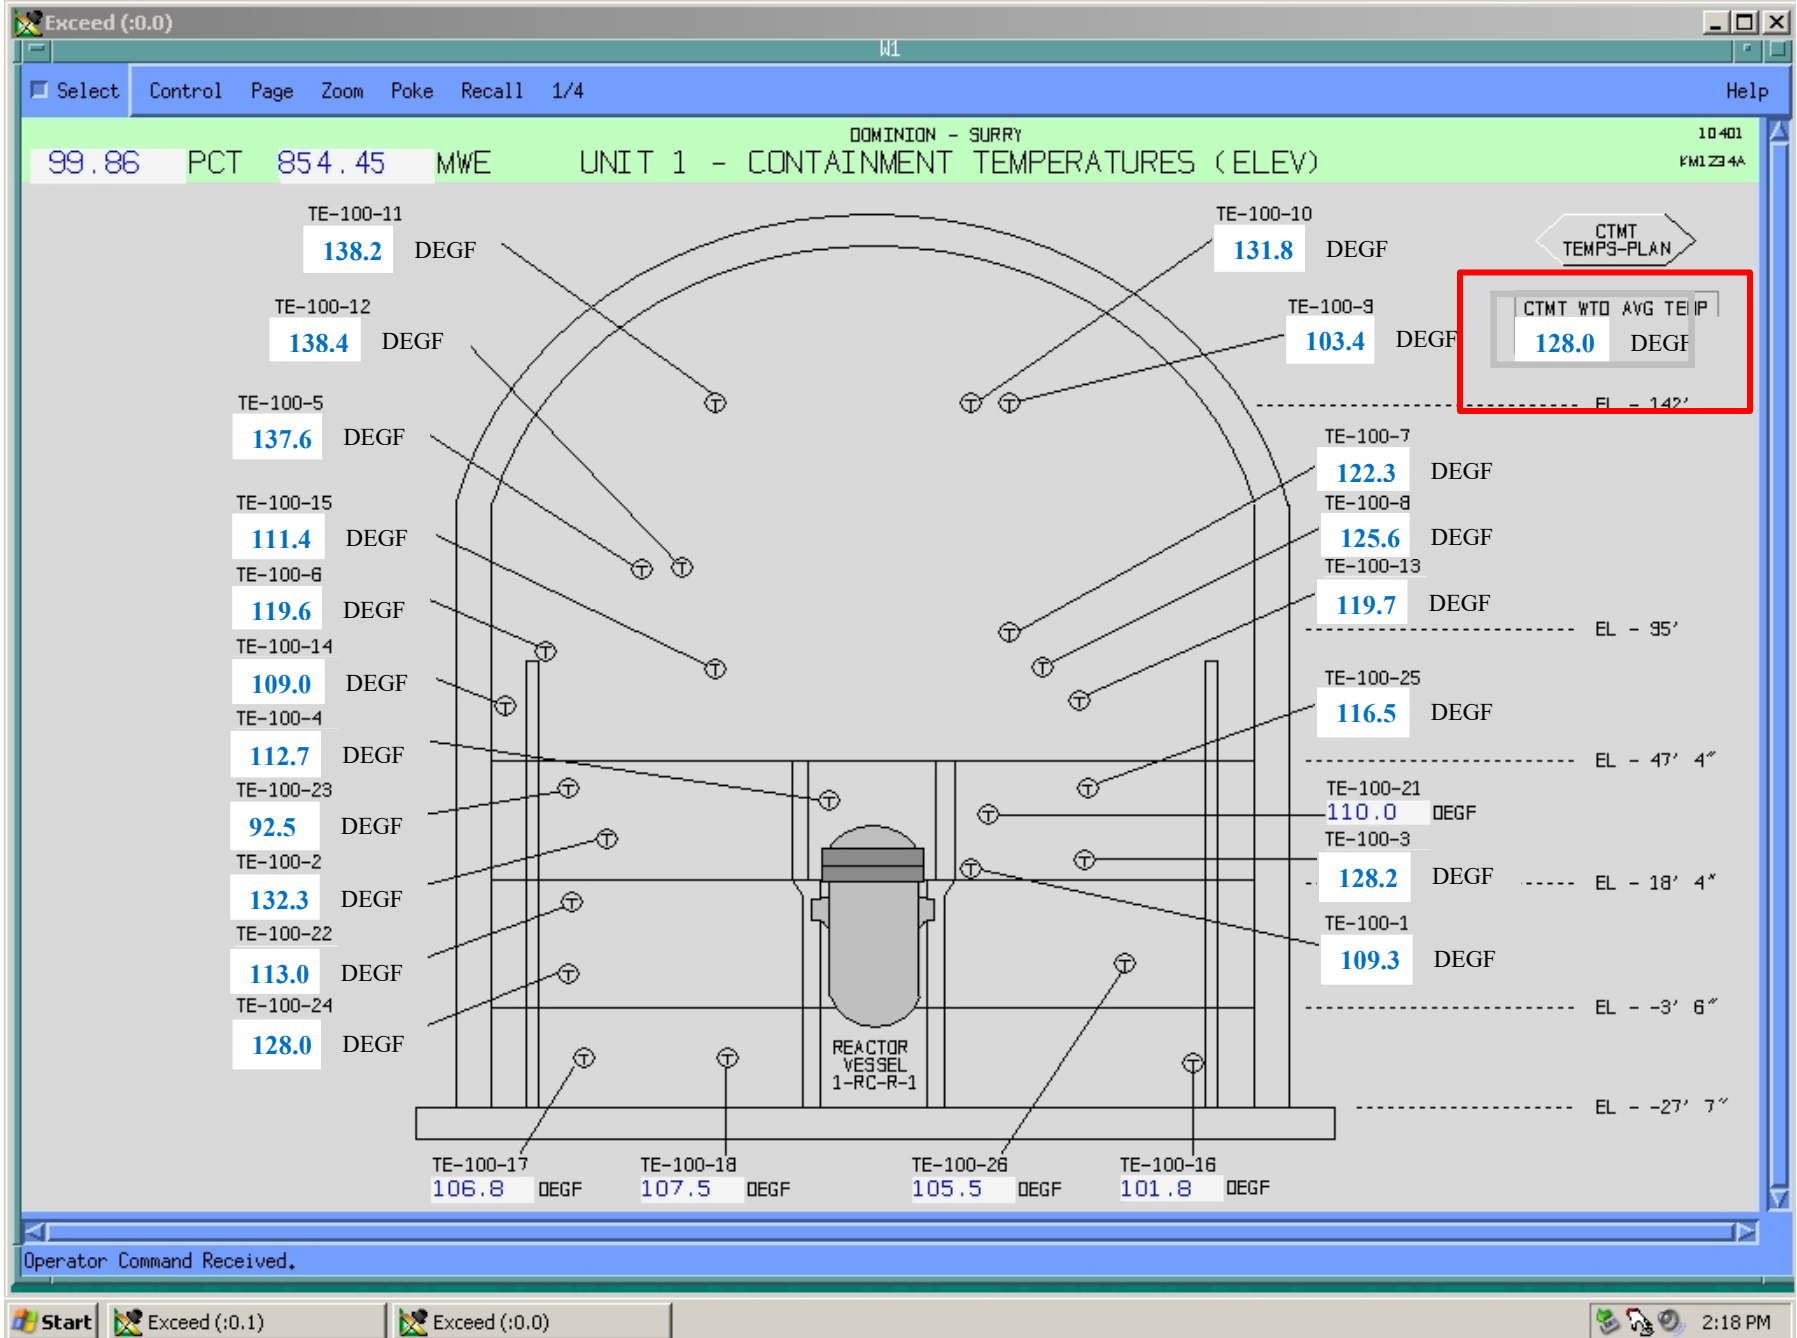 Exceed (:0.0)
W1
Select Control Page Zoom Poke Recall 1/4 Help
DOMINION - SURRY
10401
99.86 PCT 854.45 MWE UNIT 1 - CONTAINMENT TEMPERATURES (ELEV)
KM1234A
TE-100-11
138.2 DEGF
TE-100-10
131.8 DEGF
CTMT
TEMPS-PLAN
TE-100-12
138.4 DEGF
TE-100-9
103.4 DEGF
CTMT WTD AVG TEMP
128.0 DEGF
EL - 142'
TE-100-5
137.6 DEGF
TE-100-7
122.3 DEGF
TE-100-15
111.4 DEGF
TE-100-8
125.6 DEGF
TE-100-6
119.6 DEGF
TE-100-13
119.7 DEGF
EL - 95'
TE-100-14
109.0 DEGF
TE-100-25
116.5 DEGF
TE-100-4
112.7 DEGF
EL - 47' 4"
TE-100-23
92.5 DEGF
TE-100-21
110.0 DEGF
TE-100-2
132.3 DEGF
TE-100-3
128.2 DEGF
EL - 18' 4"
TE-100-22
113.0 DEGF
TE-100-1
109.3 DEGF
TE-100-24
128.0 DEGF
EL - -3' 6"
T T T T T T T T T T T T T T T T T T T T T T T
REACTOR
VESSEL
1-RC-R-1
EL - -27' 7"
TE-100-17
106.8 DEGF
TE-100-18
107.5 DEGF
TE-100-26
105.5 DEGF
TE-100-16
101.8 DEGF
Operator Command Received.
Start Exceed (:0.1) Exceed (:0.0) 2:18 PM